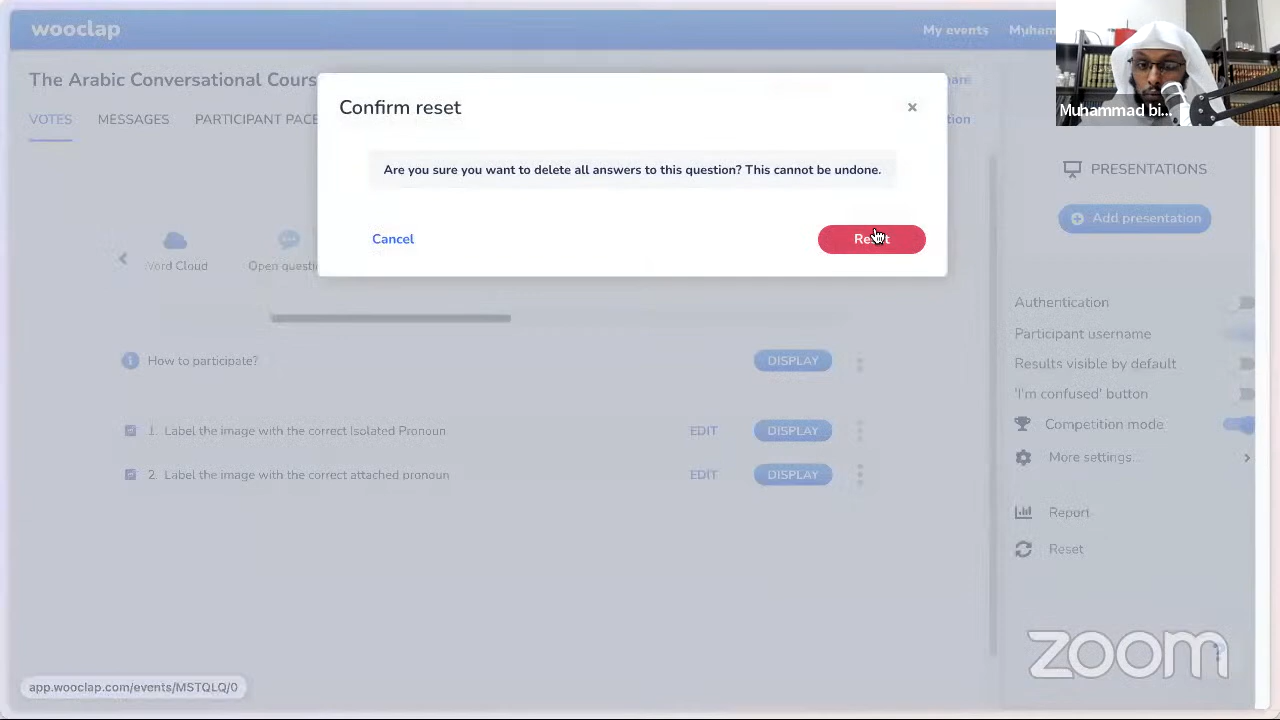 wooclap
My events
Muham
The Arabic Conversational Cours
VOTES
MESSAGES
PARTICIPANT PACE
Confirm reset
×
Are you sure you want to delete all answers to this question? This cannot be undone.
Cancel
Reset
Muhammad bi...
PRESENTATIONS
Add presentation
Word Cloud
Open questi
How to participate?
DISPLAY
1. Label the image with the correct Isolated Pronoun
EDIT
DISPLAY
2. Label the image with the correct attached pronoun
EDIT
DISPLAY
Authentication
Participant username
Results visible by default
'I'm confused' button
Competition mode
More settings...
Report
Reset
zoom
app.wooclap.com/events/MSTQLQ/0